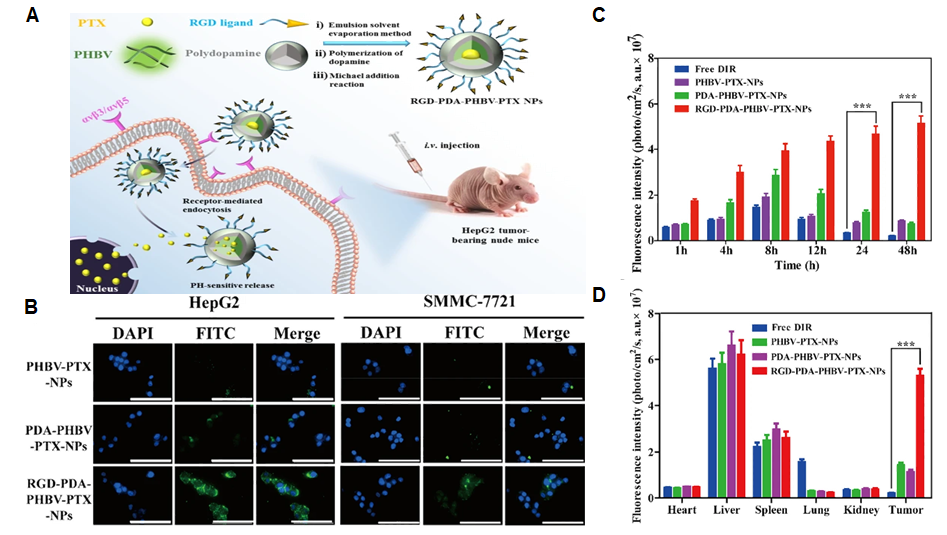 A
PTX
RGD ligand
i) Emulsion solvent
evaporation method
PHBV
Polydopamine
ii) Polymerization of
dopamine
iii) Michael addition
reaction
RGD-PDA-PHBV-PTX NPs
αvβ3/αvβ5
i.v. injection
Receptor-mediated
endocytosis
HepG2 tumor-
bearing nude mice
Nucleus
PH-sensitive release
B
HepG2
SMMC-7721
DAPI
FITC
Merge
DAPI
FITC
Merge
PHBV-PTX
-NPs
PDA-PHBV
-PTX-NPs
RGD-PDA-
PHBV-PTX
-NPs
C
Fluorescence intensity (photo/cm²/s, a.u.× 10⁷)
8
6
4
2
0
Free DIR
PHBV-PTX-NPs
PDA-PHBV-PTX-NPs
RGD-PDA-PHBV-PTX-NPs
***
***
1h
4h
8h
12h
24
48h
Time (h)
D
Fluorescence intensity (photo/cm²/s, a.u.× 10⁷)
8
6
4
2
0
Free DIR
PHBV-PTX-NPs
PDA-PHBV-PTX-NPs
RGD-PDA-PHBV-PTX-NPs
***
Heart
Liver
Spleen
Lung
Kidney
Tumor